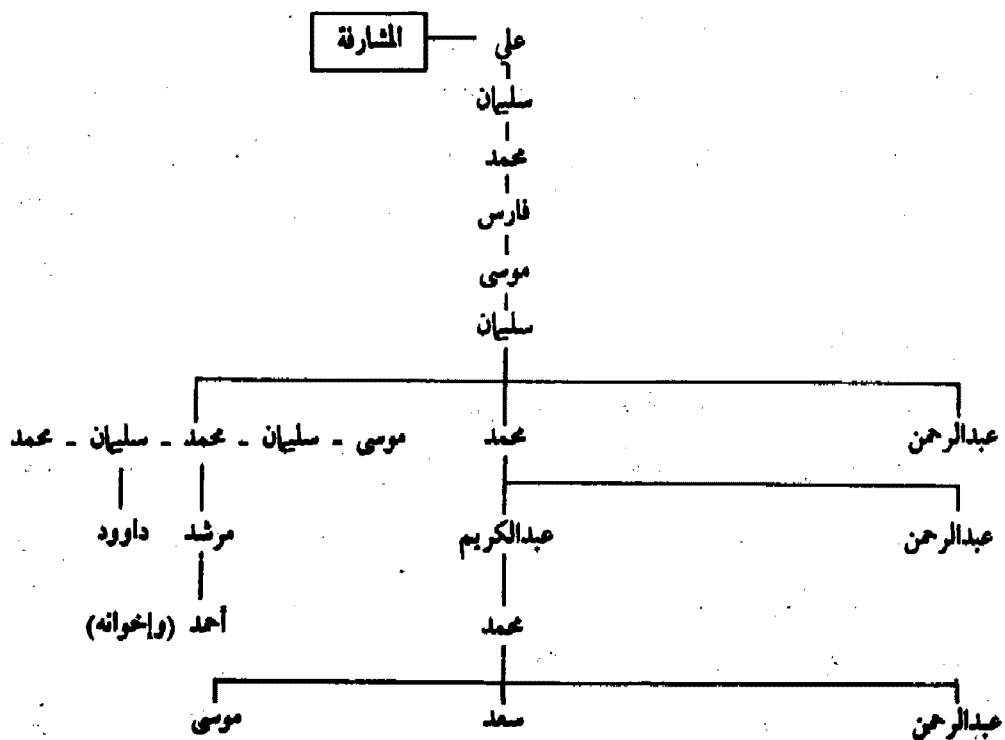 علي المشارفة
سليمان
محمد
فارس
موسى
سليمان
عبدالرحمن محمد موسى - سليمان - محمد - سليمان - محمد
عبدالرحمن عبدالكريم مرشد داوود
محمد أحمد (وإخوانه)
عبدالرحمن سعد موسى